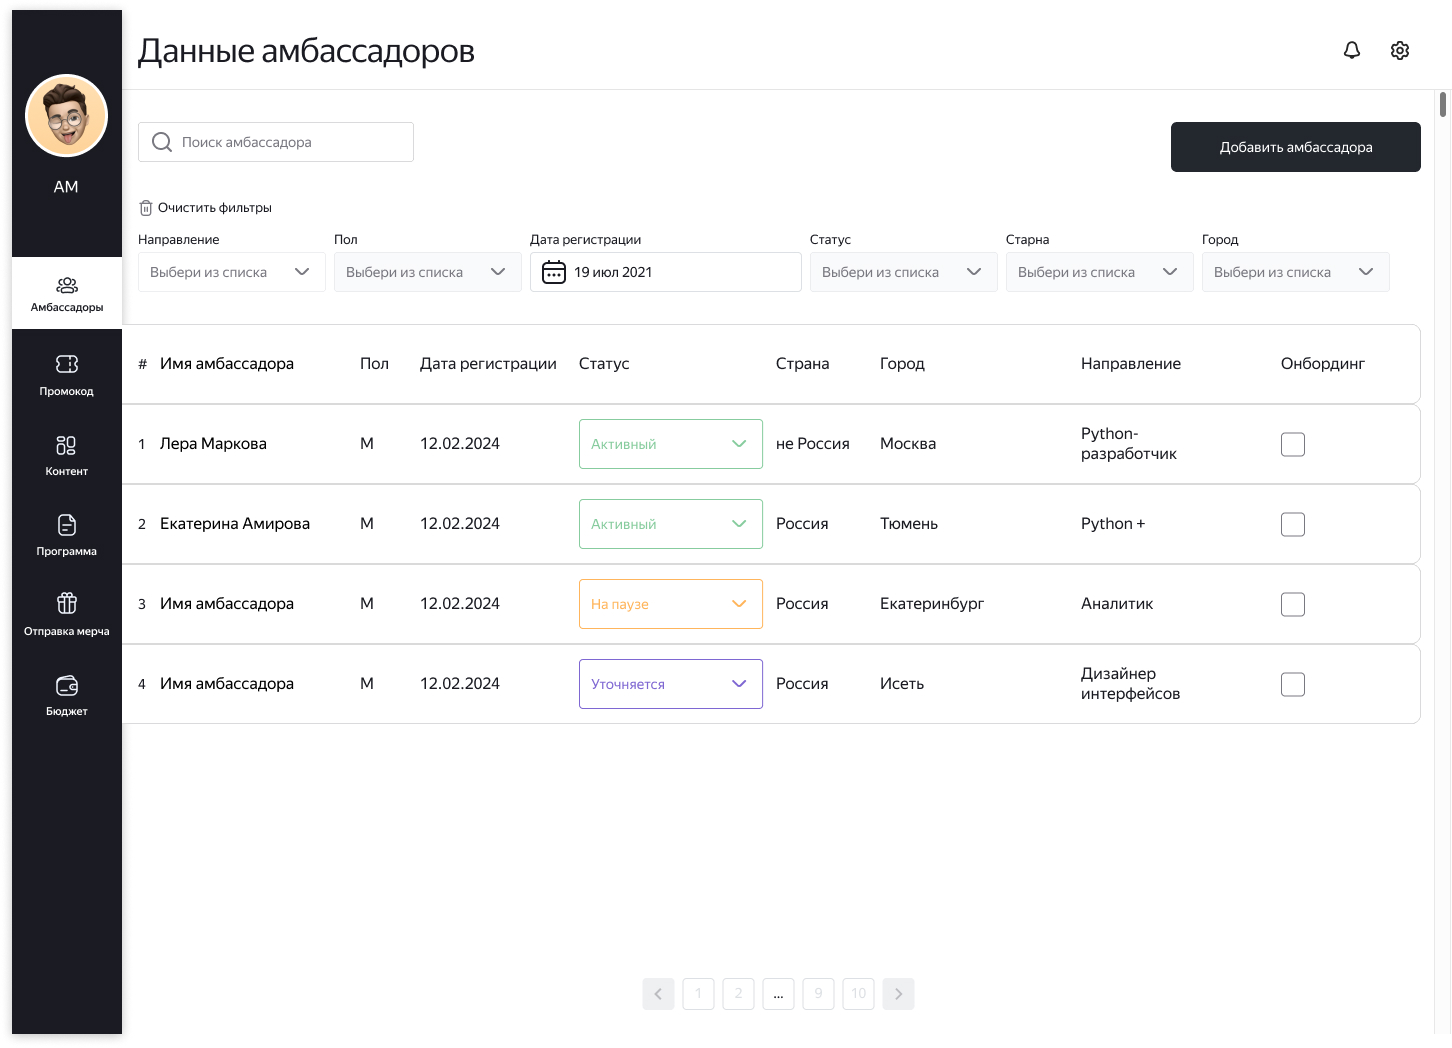 Данные амбассадоров
АМ
Амбассадоры
Промокод
Контент
Программа
Отправка мерча
Бюджет
Поиск амбассадора
Добавить амбассадора
Очистить фильтры
Направление Пол Дата регистрации Статус Старна Город
Выбери из списка Выбери из списка 19 июл 2021 Выбери из списка Выбери из списка Выбери из списка
# Имя амбассадора Пол Дата регистрации Статус Страна Город Направление Онбординг
1 Лера Маркова М 12.02.2024 Активный не Россия Москва Python-
разработчик
2 Екатерина Амирова М 12.02.2024 Активный Россия Тюмень Python +
3 Имя амбассадора М 12.02.2024 На паузе Россия Екатеринбург Аналитик
4 Имя амбассадора М 12.02.2024 Уточняется Россия Исеть Дизайнер
интерфейсов
1 2 ... 9 10